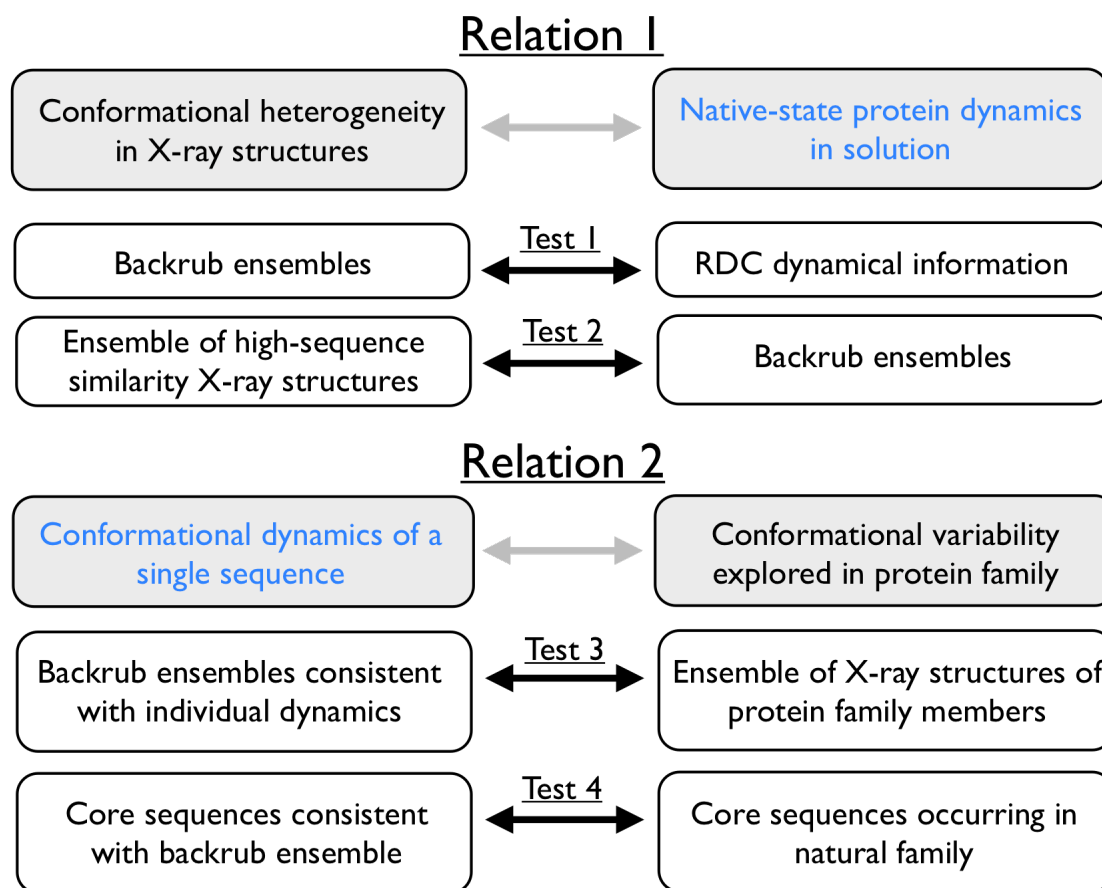 Relation 1
Conformational heterogeneity
in X-ray structures
Native-state protein dynamics
in solution
Backrub ensembles
Test 1
RDC dynamical information
Ensemble of high-sequence
similarity X-ray structures
Test 2
Backrub ensembles
Relation 2
Conformational dynamics of a
single sequence
Conformational variability
explored in protein family
Backrub ensembles consistent
with individual dynamics
Test 3
Ensemble of X-ray structures of
protein family members
Core sequences consistent
with backrub ensemble
Test 4
Core sequences occurring in
natural family